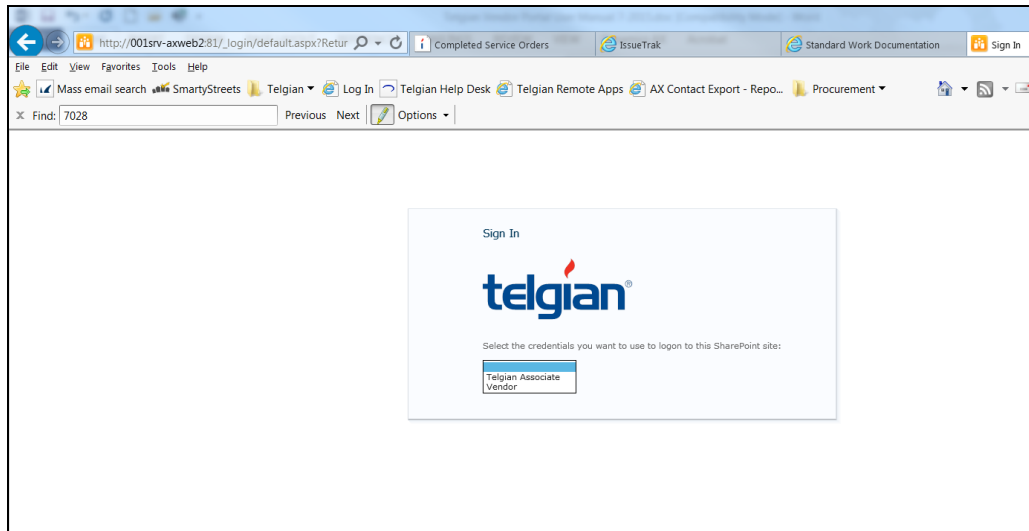 http://001srv-axweb2:81/_login/default.aspx?Retur
Completed Service Orders
IssueTrak
Standard Work Documentation
Sign In
File Edit View Favorites Tools Help
Mass email search SmartyStreets Telgian Log In Telgian Help Desk Telgian Remote Apps AX Contact Export - Repo... Procurement
x Find: 7028 Previous Next Options
Sign In
telgian®
Select the credentials you want to use to logon to this SharePoint site:
Telgian Associate
Vendor